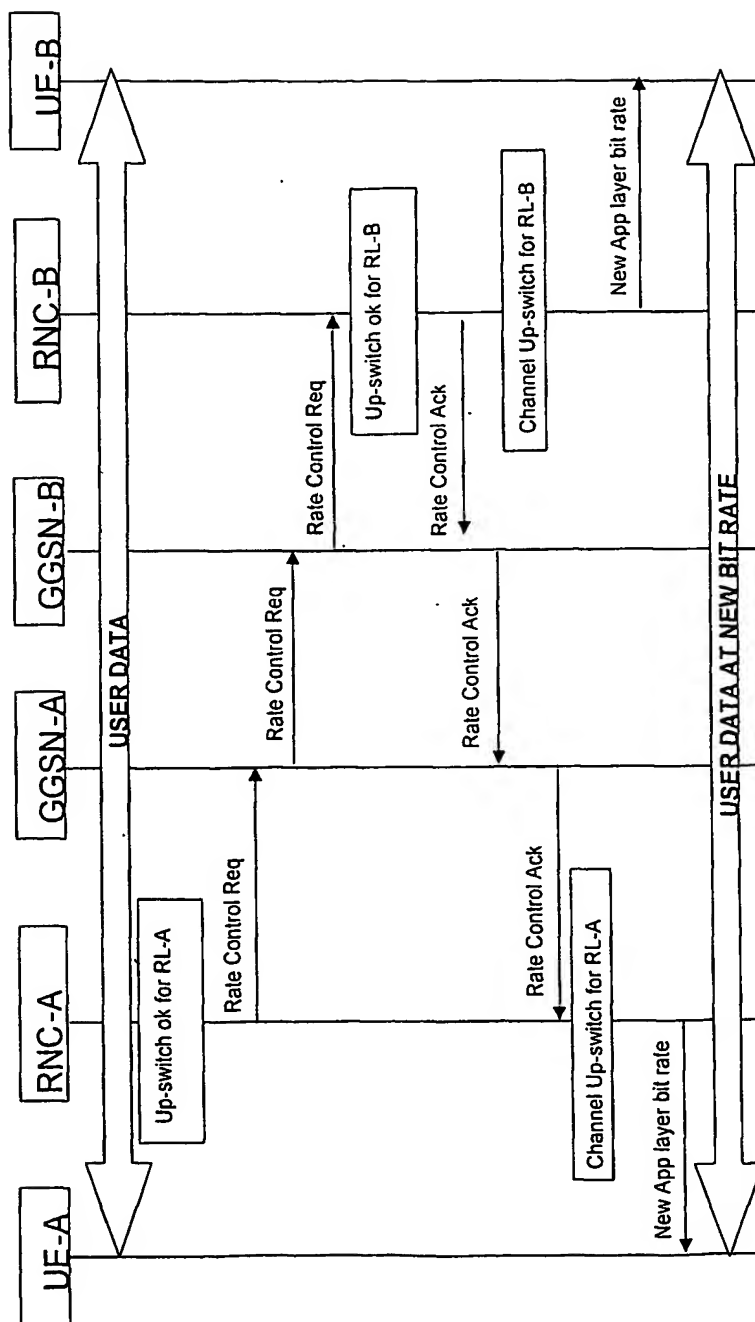 UE-A
RNC-A
GGSN-A
GGSN-B
RNC-B
UE-B
USER DATA
Up-switch ok for RL-A
Rate Control Req
Rate Control Req
Rate Control Req
Up-switch ok for RL-B
Rate Control Ack
Rate Control Ack
Channel Up-switch for RL-B
Rate Control Ack
Channel Up-switch for RL-A
New App layer bit rate
New App layer bit rate
USER DATA AT NEW BIT RATE